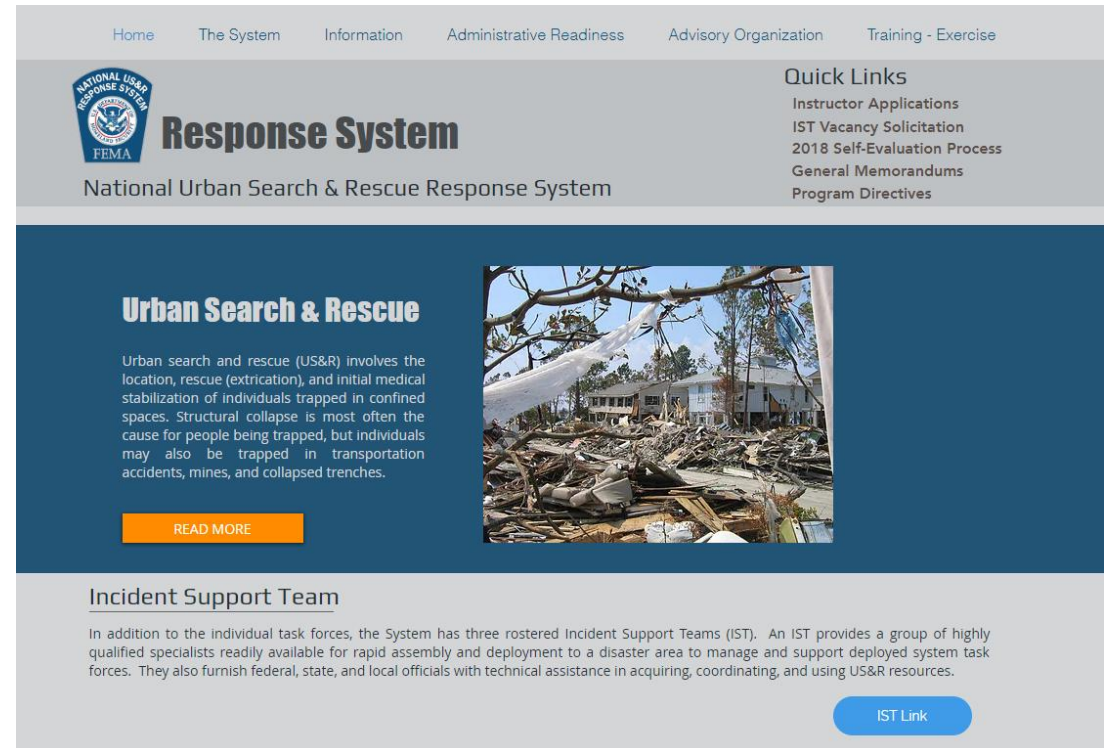 Home The System Information Administrative Readiness Advisory Organization Training - Exercise
NATIONAL US&R
RESPONSE SYSTEM
U.S. DEPARTMENT OF
HOMELAND SECURITY
FEMA
Response System
National Urban Search & Rescue Response System
Quick Links
Instructor Applications
IST Vacancy Solicitation
2018 Self-Evaluation Process
General Memorandums
Program Directives
Urban Search & Rescue
Urban search and rescue (US&R) involves the
location, rescue (extrication), and initial medical
stabilization of individuals trapped in confined
spaces. Structural collapse is most often the
cause for people being trapped, but individuals
may also be trapped in transportation
accidents, mines, and collapsed trenches.
READ MORE
Incident Support Team
In addition to the individual task forces, the System has three rostered Incident Support Teams (IST). An IST provides a group of highly
qualified specialists readily available for rapid assembly and deployment to a disaster area to manage and support deployed system task
forces. They also furnish federal, state, and local officials with technical assistance in acquiring, coordinating, and using US&R resources.
IST Link